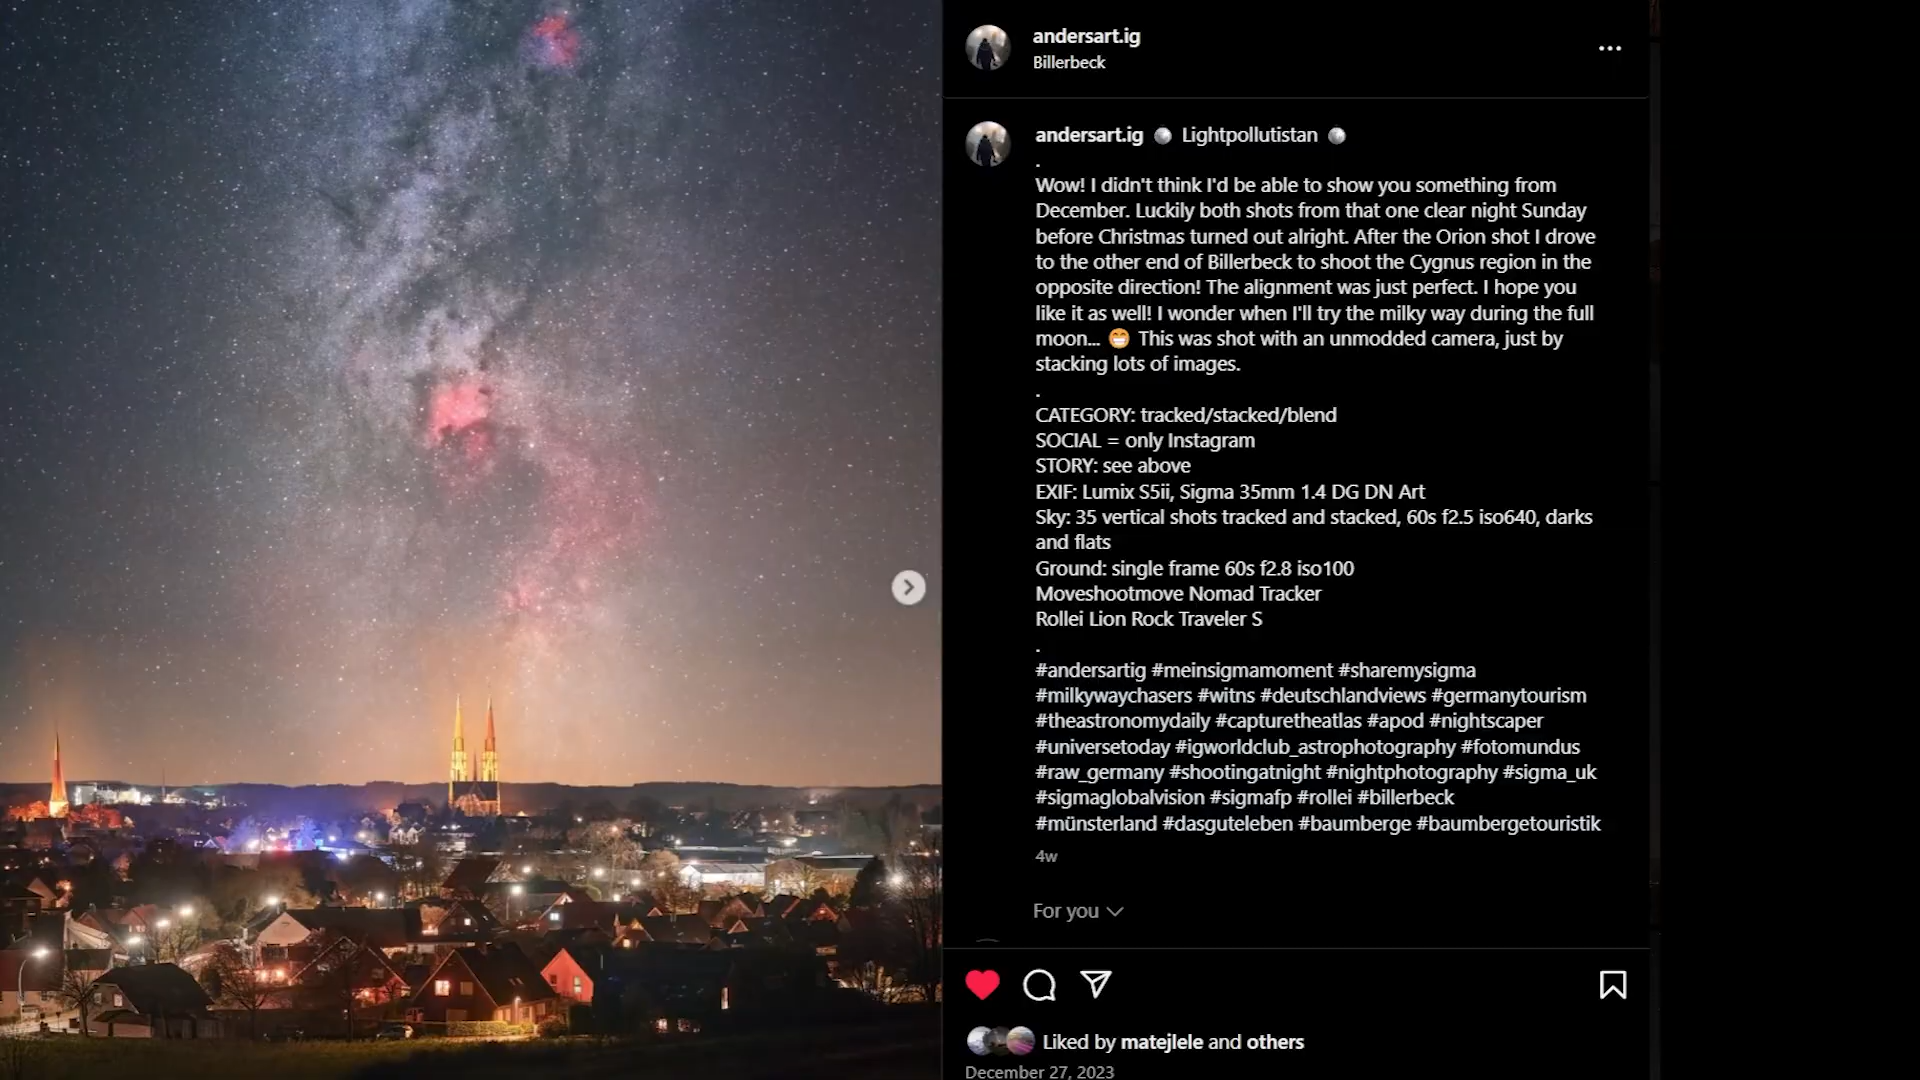 andersart.ig
Billerbeck
andersart.ig Lightpollutistan
.
Wow! I didn't think I'd be able to show you something from
December. Luckily both shots from that one clear night Sunday
before Christmas turned out alright. After the Orion shot I drove
to the other end of Billerbeck to shoot the Cygnus region in the
opposite direction! The alignment was just perfect. I hope you
like it as well! I wonder when I'll try the milky way during the full
moon... 😁 This was shot with an unmodded camera, just by
stacking lots of images.
.
CATEGORY: tracked/stacked/blend
SOCIAL = only Instagram
STORY: see above
EXIF: Lumix S5ii, Sigma 35mm 1.4 DG DN Art
Sky: 35 vertical shots tracked and stacked, 60s f2.5 iso640, darks
and flats
Ground: single frame 60s f2.8 iso100
Moveshootmove Nomad Tracker
Rollei Lion Rock Traveler S
.
#andersartig #meinsigmamoment #sharemysigma
#milkywaychasers #witns #deutschlandviews #germanytourism
#theastronomydaily #capturetheatlas #apod #nightscaper
#universetoday #igworldclub_astrophotography #fotomundus
#raw_germany #shootingatnight #nightphotography #sigma_uk
#sigmaglobalvision #sigmafp #rollei #billerbeck
#münsterland #dasguteleben #baumberge #baumbergetouristik
4w
For you
Liked by matejlele and others
December 27, 2023